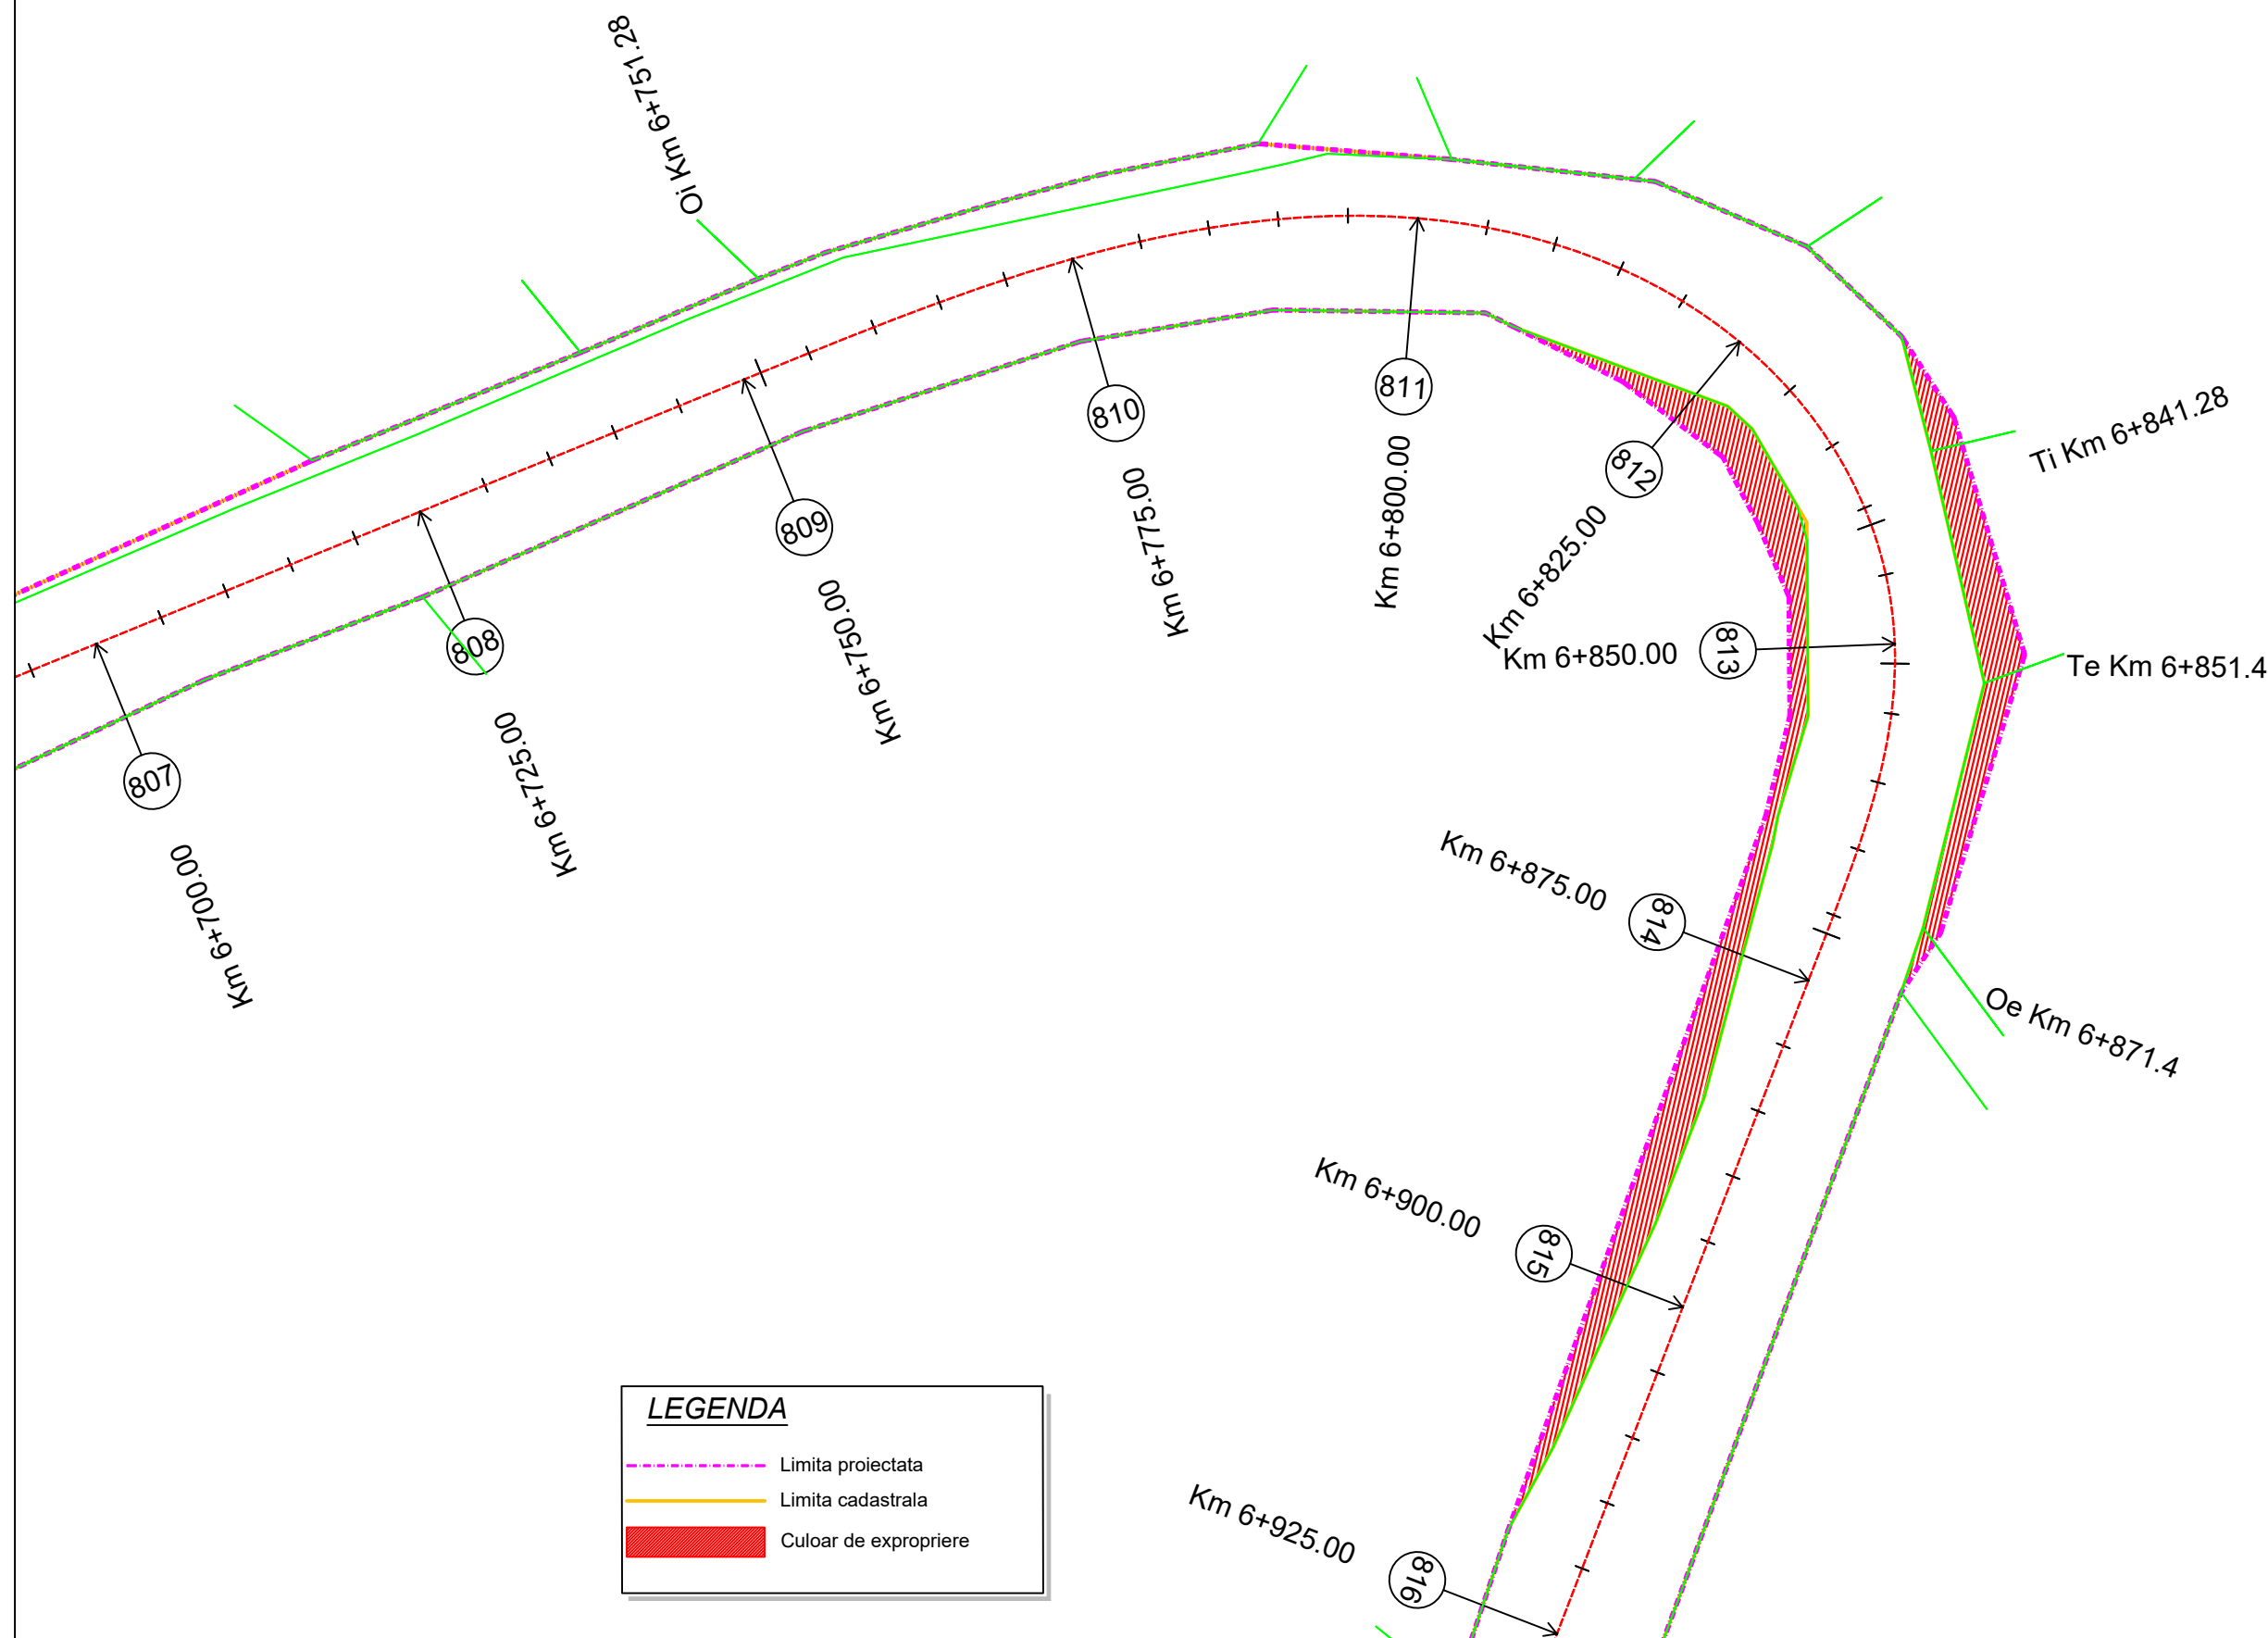 Oi Km 6+751.28
811
810
812
Ti Km 6+841.28
809
Km 6+800.00
Km 6+775.00
Km 6+825.00
808
813
Km 6+850.00
Te Km 6+851.4
Km 6+750.00
807
Km 6+725.00
Km 6+875.00
814
Km 6+700.00
Oe Km 6+871.4
Km 6+900.00
815
LEGENDA
Limita proiectata
Limita cadastrala
Culoar de expropriere
Km 6+925.00
816